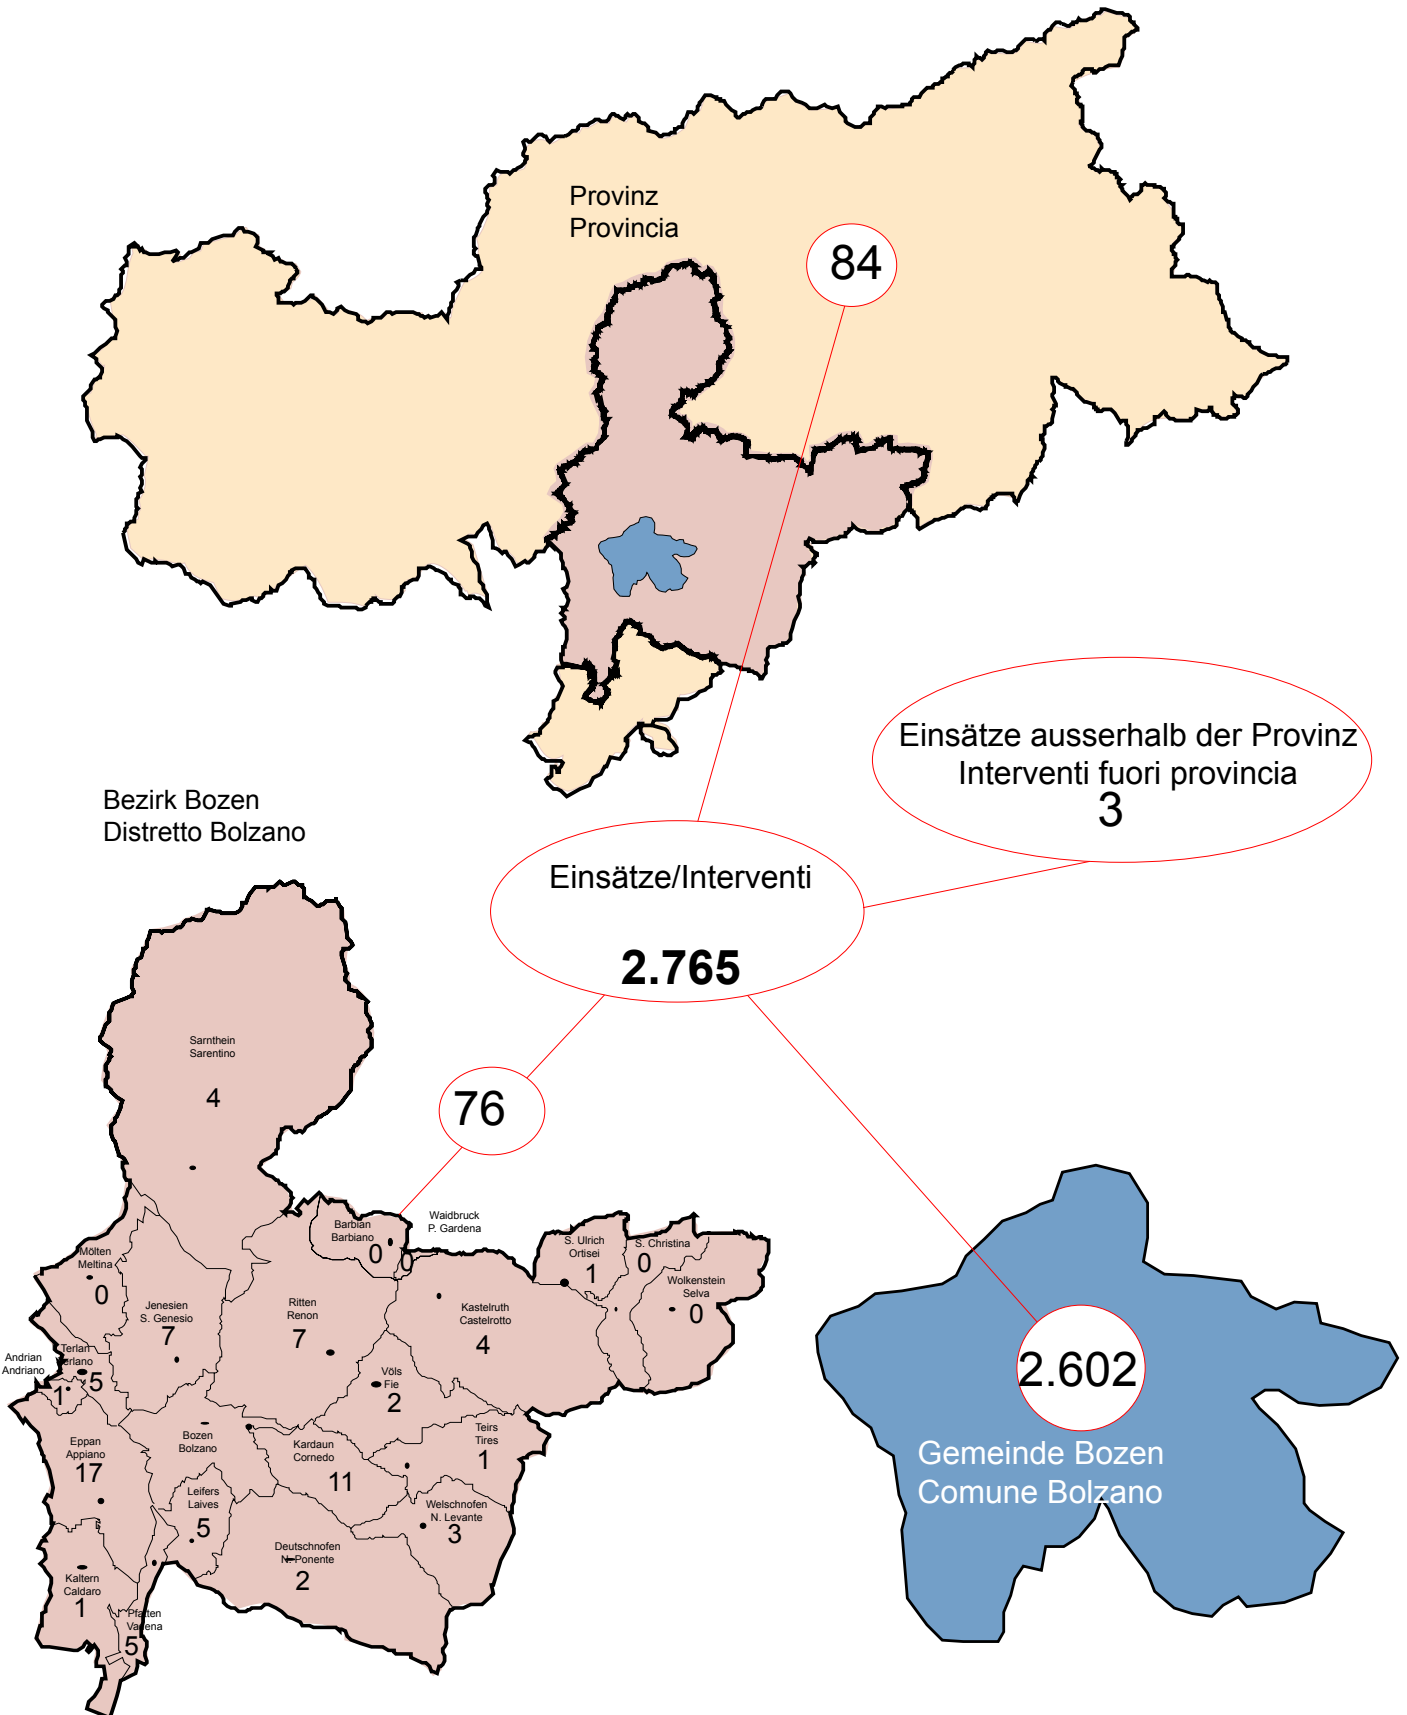 Provinz
Provincia
84
Einsätze ausserhalb der Provinz
Interventi fuori provincia
3
Bezirk Bozen
Distretto Bolzano
Einsätze/Interventi
2.765
76
Sarnthein
Sarentino
4
Waidbruck
P. Gardena
0
Barbian
Barbiano
0
S. Ulrich
Ortisei
1
S. Christina
0
Wolkenstein
Selva
0
Mölten
Meltina
0
Jenesien
S. Genesio
7
Ritten
Renon
7
Kastelruth
Castelrotto
4
Andrian
Andriano
1
Terlan
Terlano
5
Völs
Fie
2
Bozen
Bolzano
Kardaun
Cornedo
11
Teirs
Tires
1
Eppan
Appiano
17
Leifers
Laives
5
Welschnofen
N. Levante
3
Deutschnofen
N. Ponente
2
Kaltern
Caldaro
1
Pfatten
Vadena
5
2.602
Gemeinde Bozen
Comune Bolzano